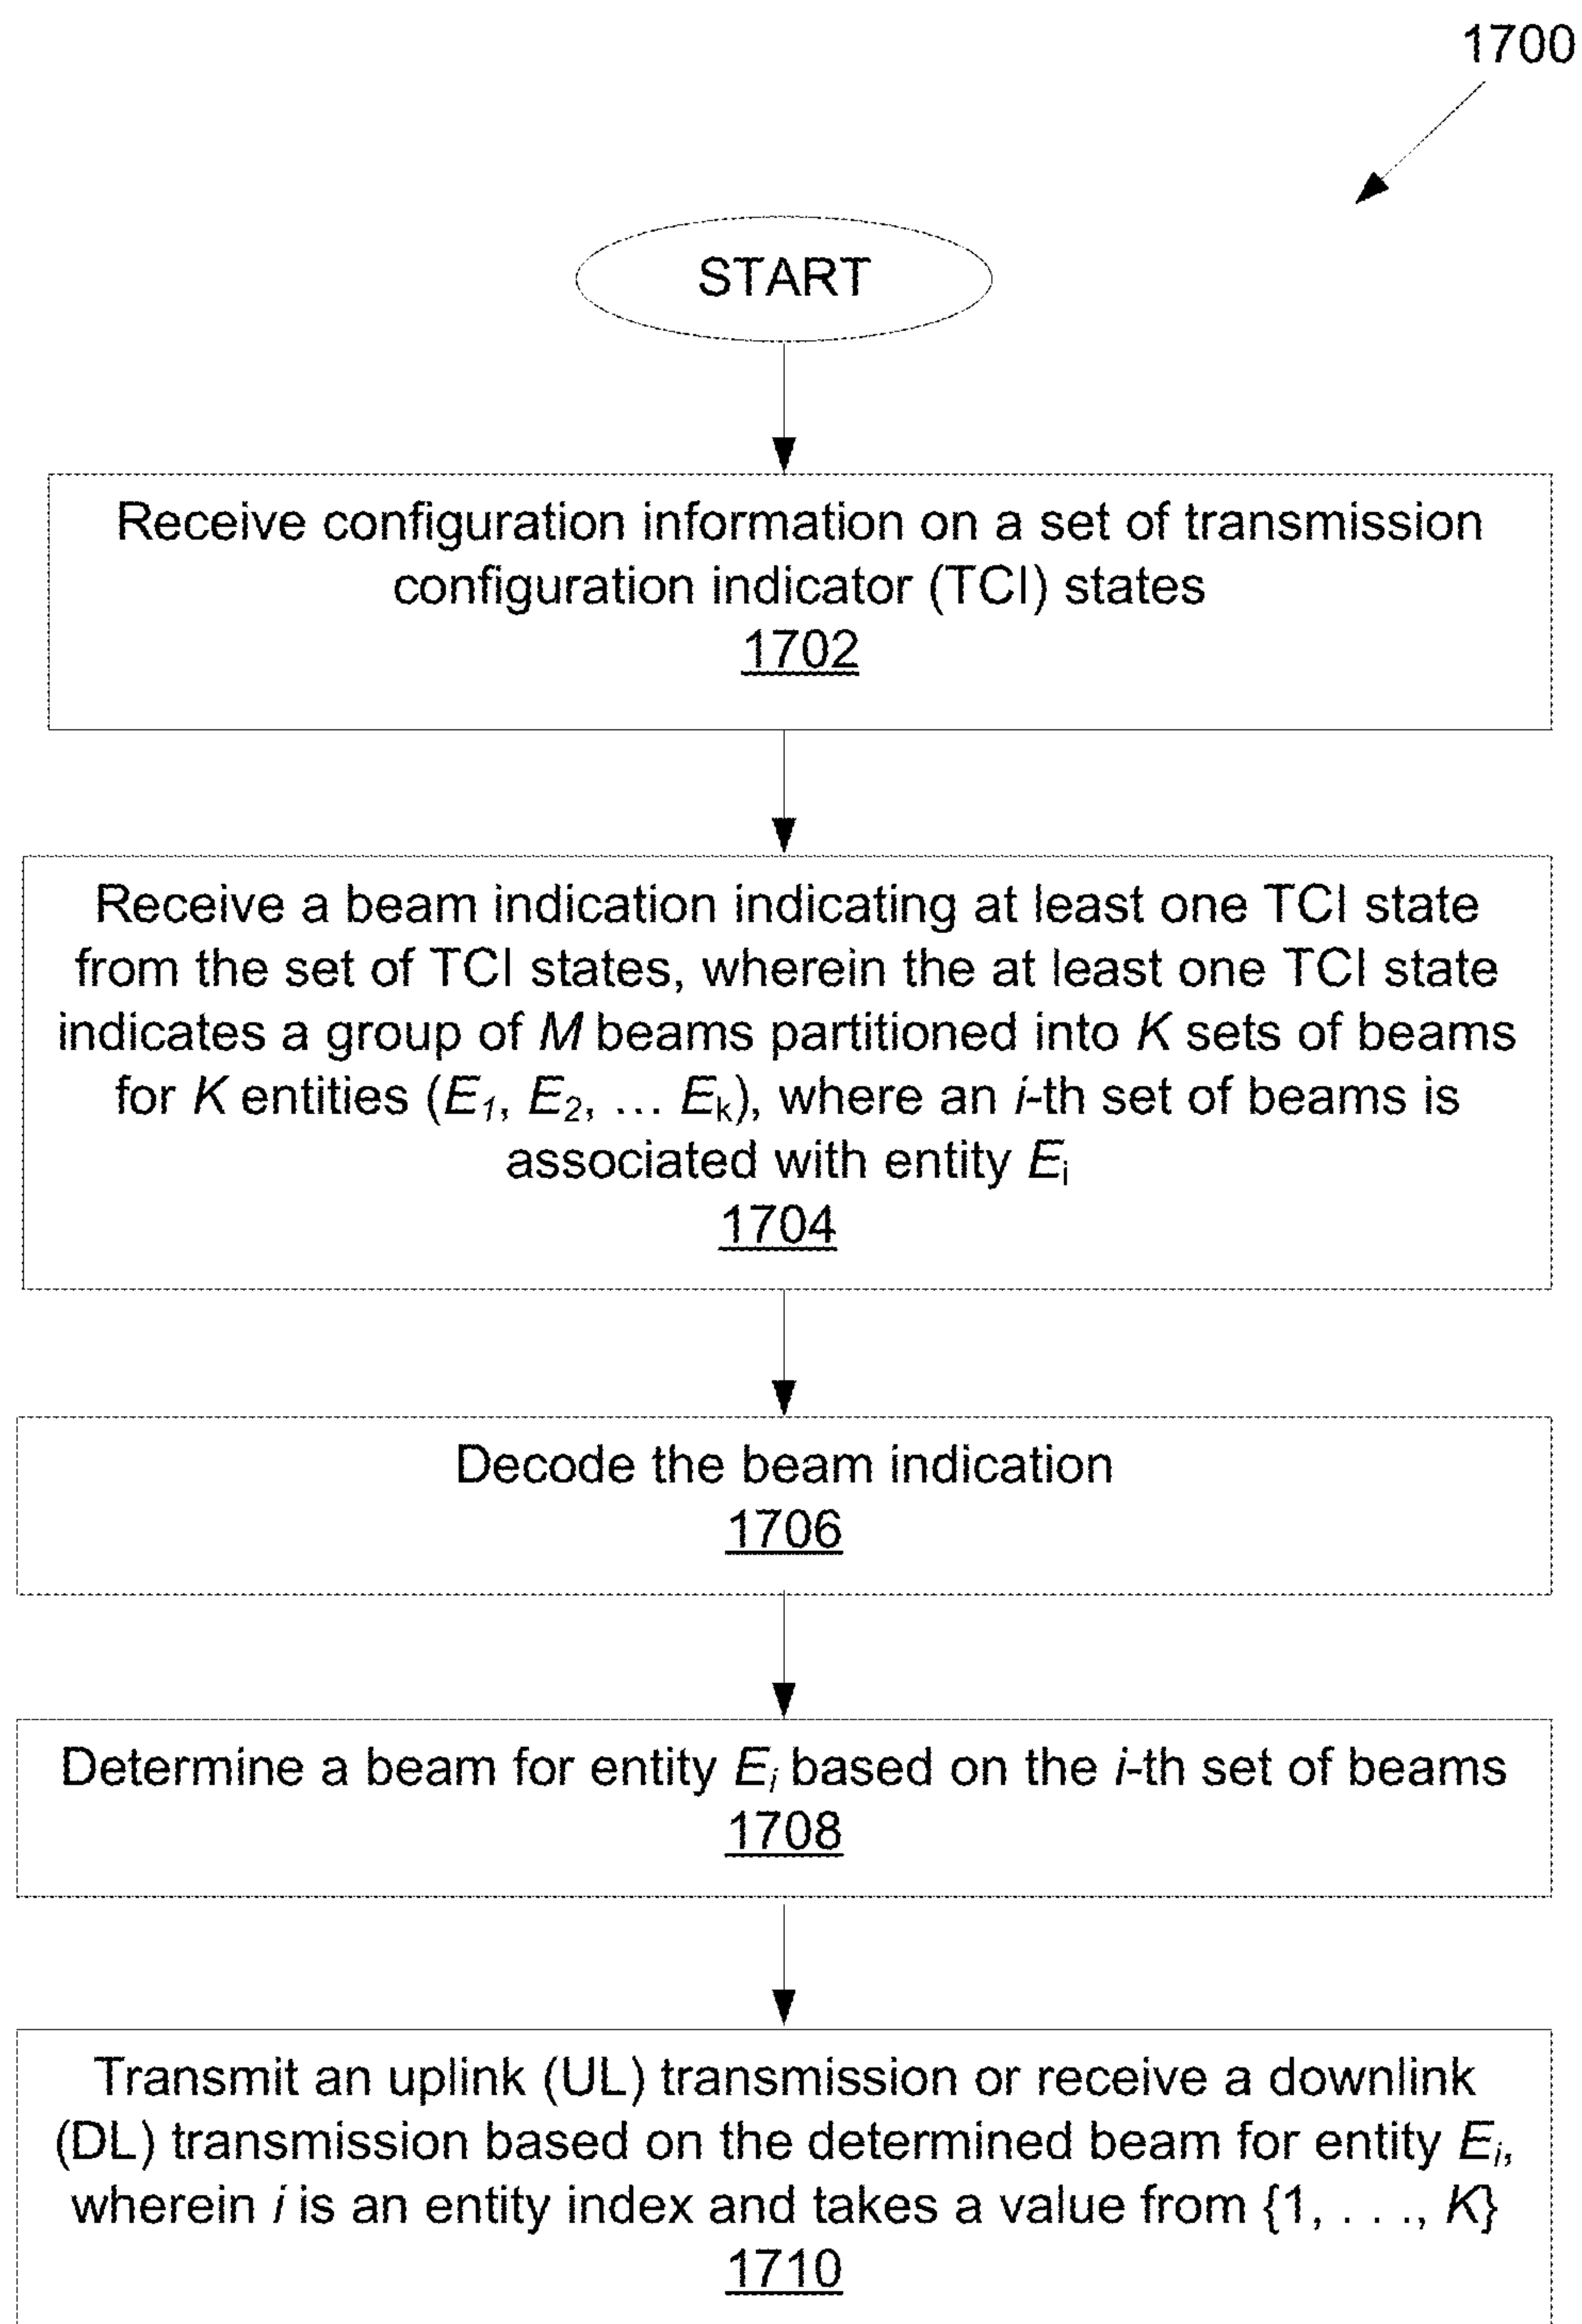 1700
START
Receive configuration information on a set of transmission
configuration indicator (TCI) states
1702
Receive a beam indication indicating at least one TCI state
from the set of TCI states, wherein the at least one TCI state
indicates a group of M beams partitioned into K sets of beams
for K entities (E1, E2, … Ek), where an i-th set of beams is
associated with entity Ei
1704
Decode the beam indication
1706
Determine a beam for entity Ei based on the i-th set of beams
1708
Transmit an uplink (UL) transmission or receive a downlink
(DL) transmission based on the determined beam for entity Ei,
wherein i is an entity index and takes a value from {1, . . ., K}
1710